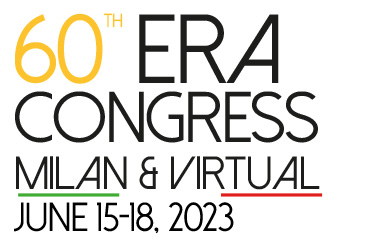 60TH ERA
CONGRESS
MILAN & VIRTUAL
JUNE 15-18, 2023